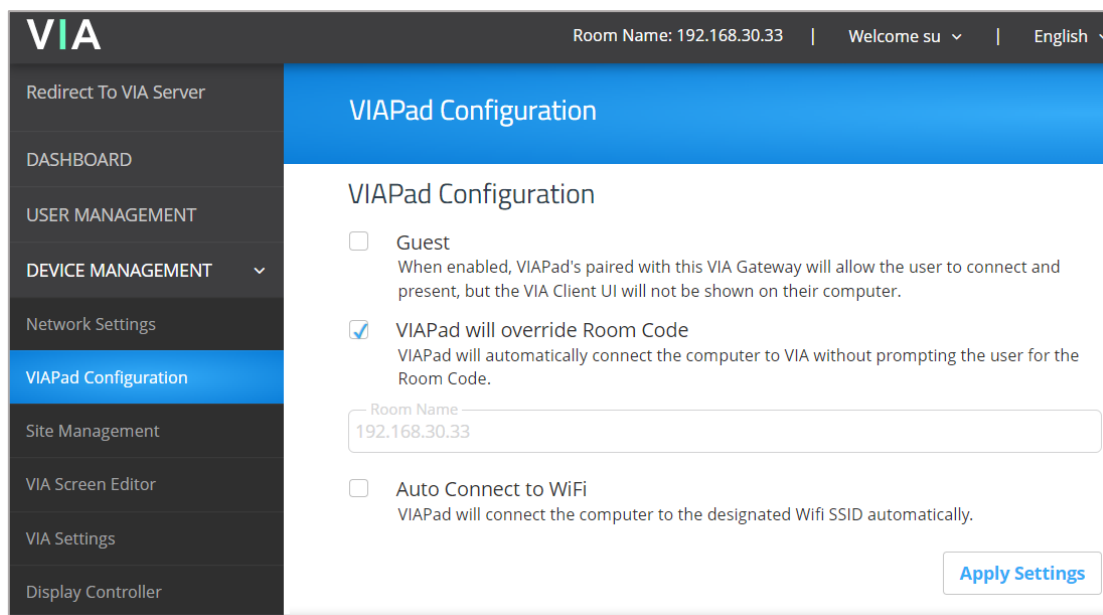 VIA
Room Name: 192.168.30.33 | Welcome su | English
Redirect To VIA Server
DASHBOARD
USER MANAGEMENT
DEVICE MANAGEMENT
Network Settings
VIAPad Configuration
Site Management
VIA Screen Editor
VIA Settings
Display Controller
VIAPad Configuration
VIAPad Configuration
Guest
When enabled, VIAPad's paired with this VIA Gateway will allow the user to connect and
present, but the VIA Client UI will not be shown on their computer.
VIAPad will override Room Code
VIAPad will automatically connect the computer to VIA without prompting the user for the
Room Code.
Room Name
192.168.30.33
Auto Connect to WiFi
VIAPad will connect the computer to the designated Wifi SSID automatically.
Apply Settings